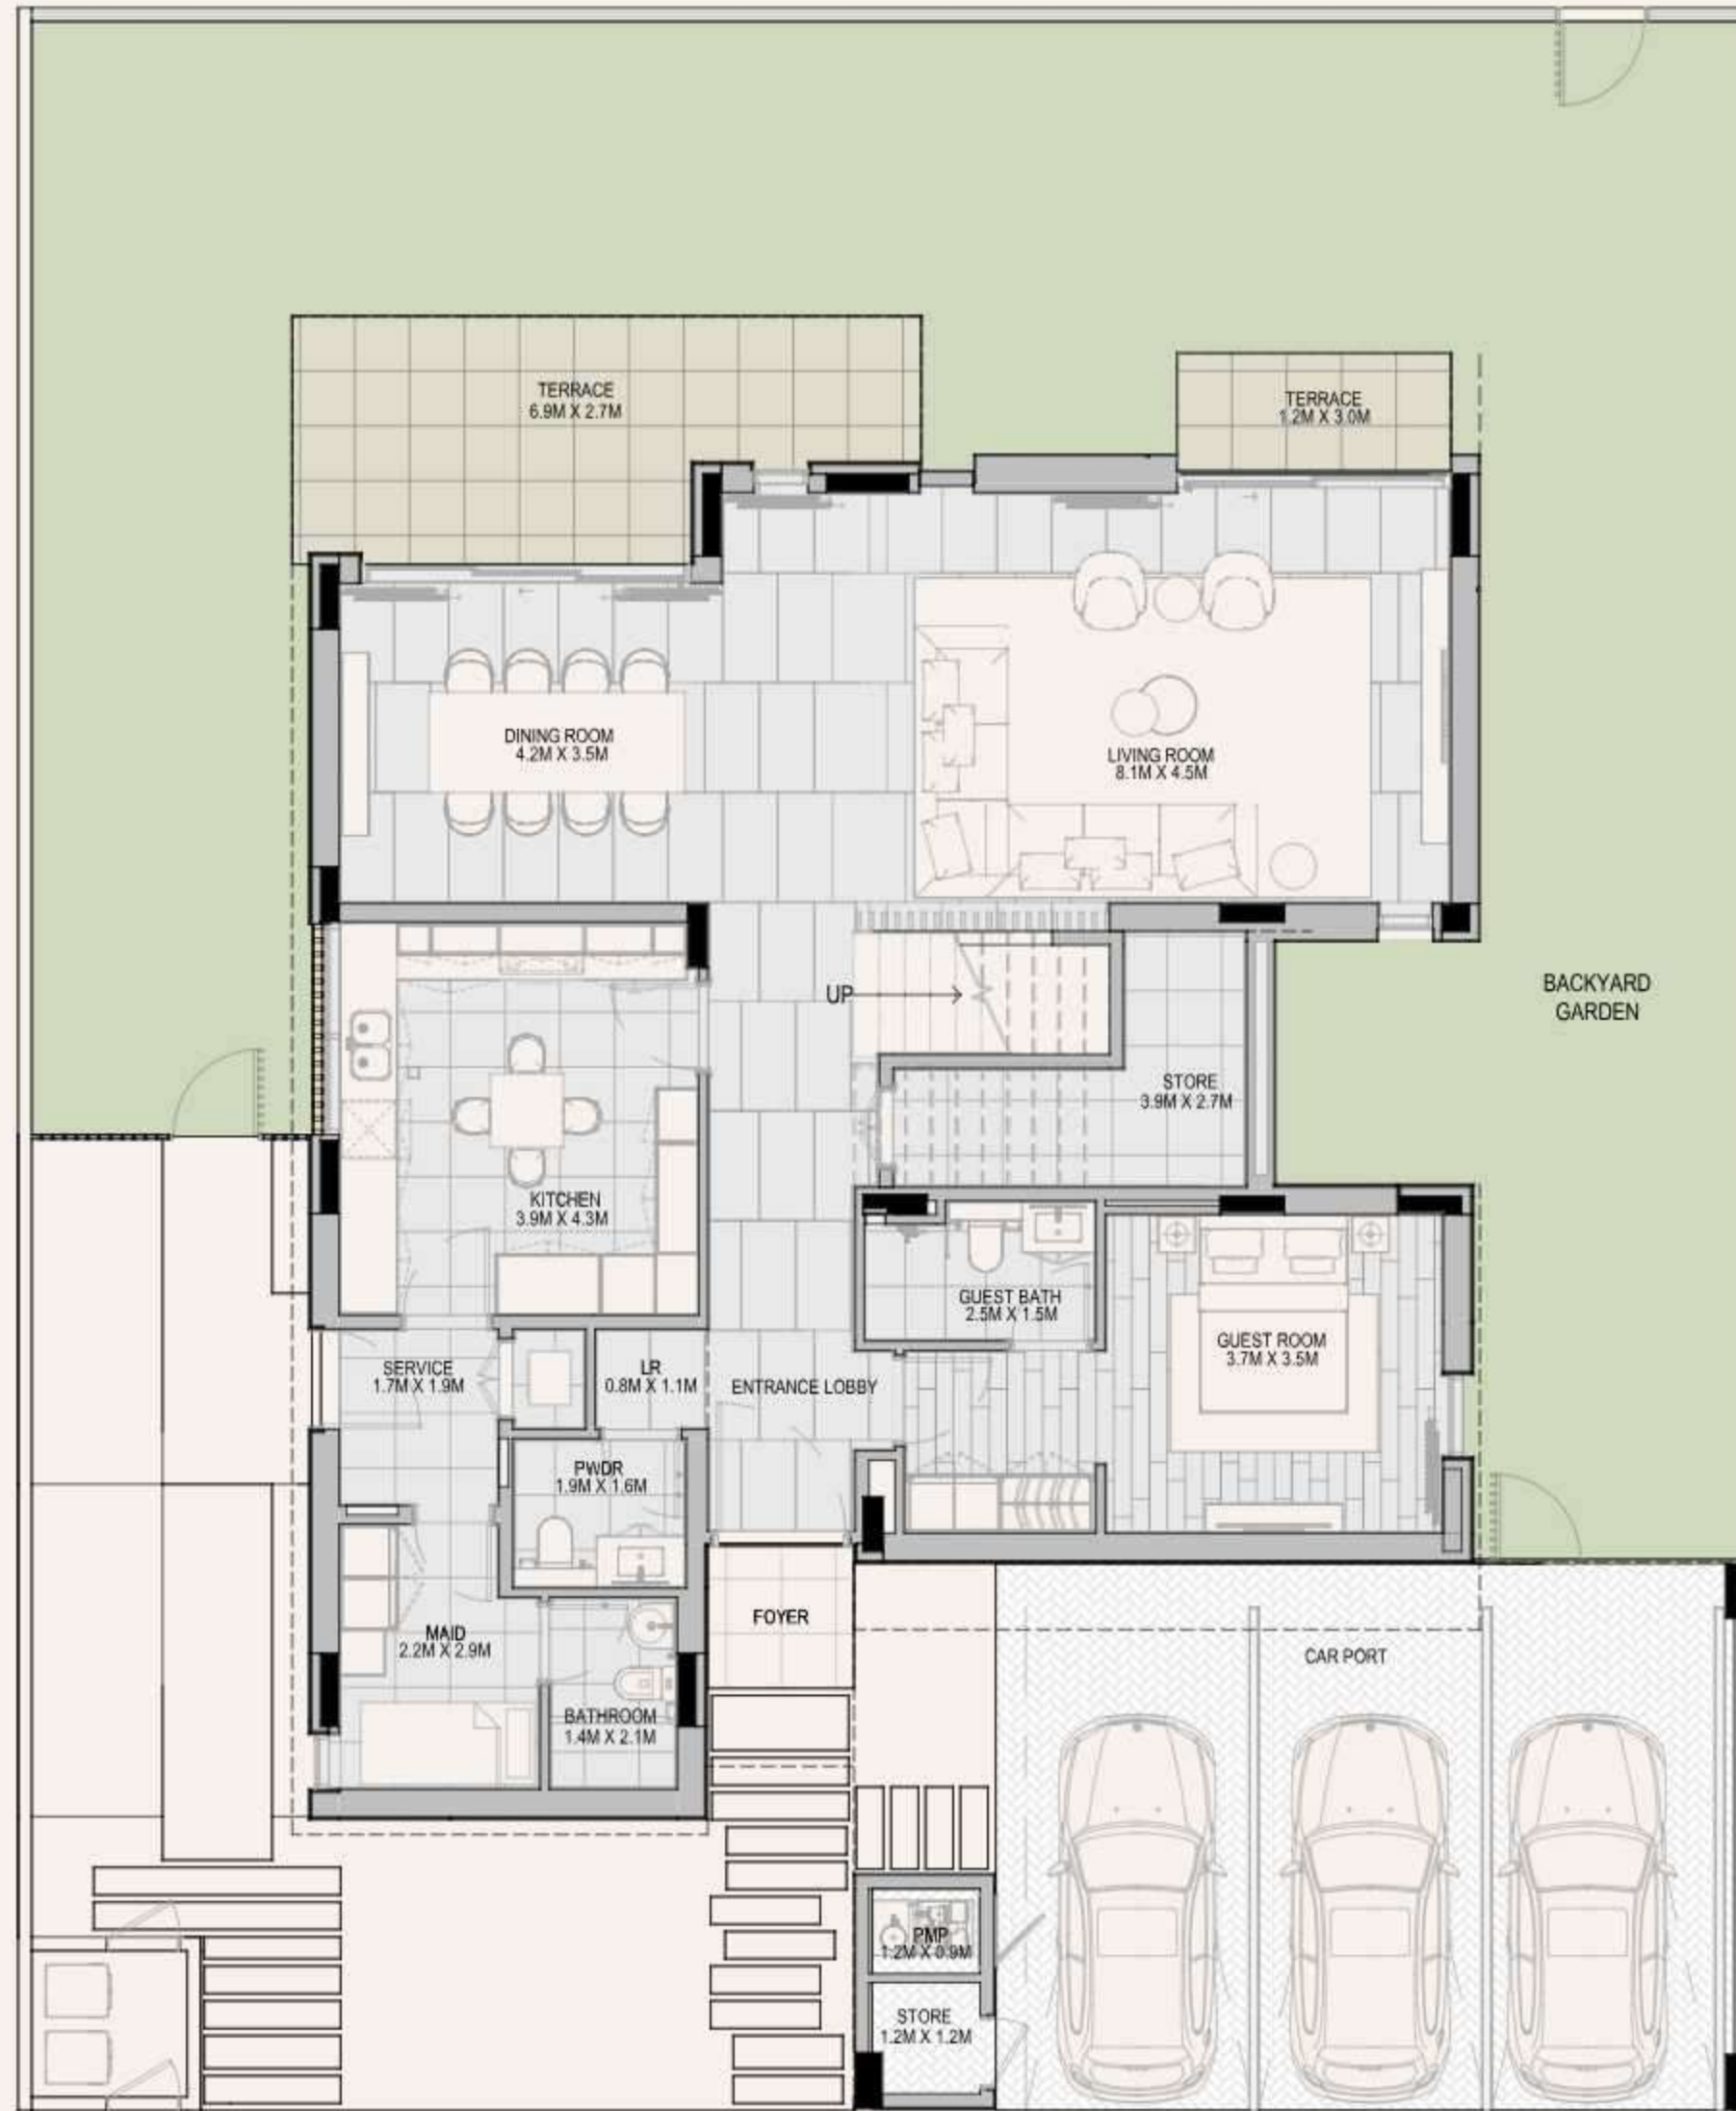 TERRACE
6.9M X 2.7M
TERRACE
1.2M X 3.0M
DINING ROOM
4.2M X 3.5M
LIVING ROOM
8.1M X 4.5M
BACKYARD
GARDEN
UP
STORE
3.9M X 2.7M
KITCHEN
3.9M X 4.3M
GUEST BATH
2.5M X 1.5M
GUEST ROOM
3.7M X 3.5M
SERVICE
1.7M X 1.9M
LR
0.8M X 1.1M
ENTRANCE LOBBY
PWDR
1.9M X 1.6M
FOYER
MAID
2.2M X 2.9M
CAR PORT
BATHROOM
1.4M X 2.1M
PMP
1.2M X 0.9M
STORE
1.2M X 1.2M